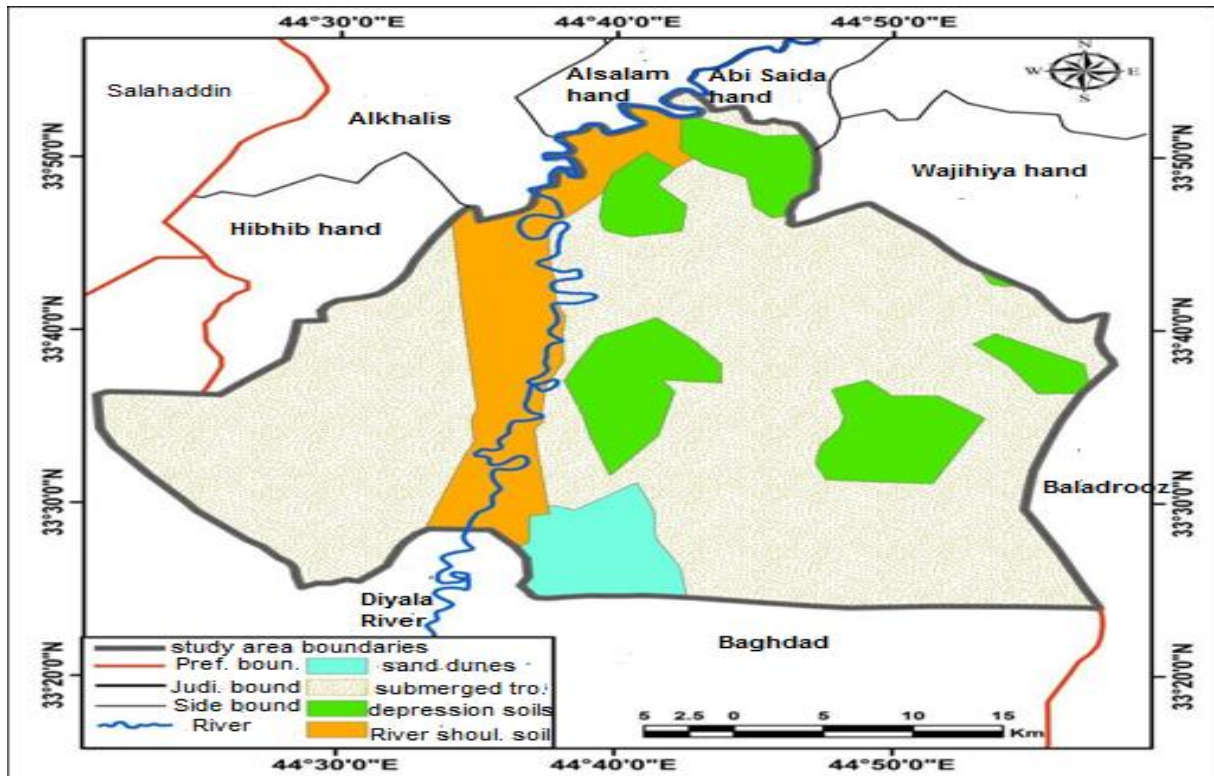 44°30'0"E 44°40'0"E 44°50'0"E
N
W E
S
Salahaddin
Alkhalis
Alsalam
hand
Abi Saida
hand
33°50'0"N
33°50'0"N
Wajihiya hand
Hibhib hand
33°40'0"N
33°40'0"N
33°30'0"N
33°30'0"N
Baladrooz
Diyala
River
Baghdad
33°20'0"N
33°20'0"N
study area boundaries
Pref. boun. sand dunes
Judi. bound submerged tro.
Side bound depression soils
River River shoul. soil
5 2.5 0 5 10 15
Km
44°30'0"E 44°40'0"E 44°50'0"E